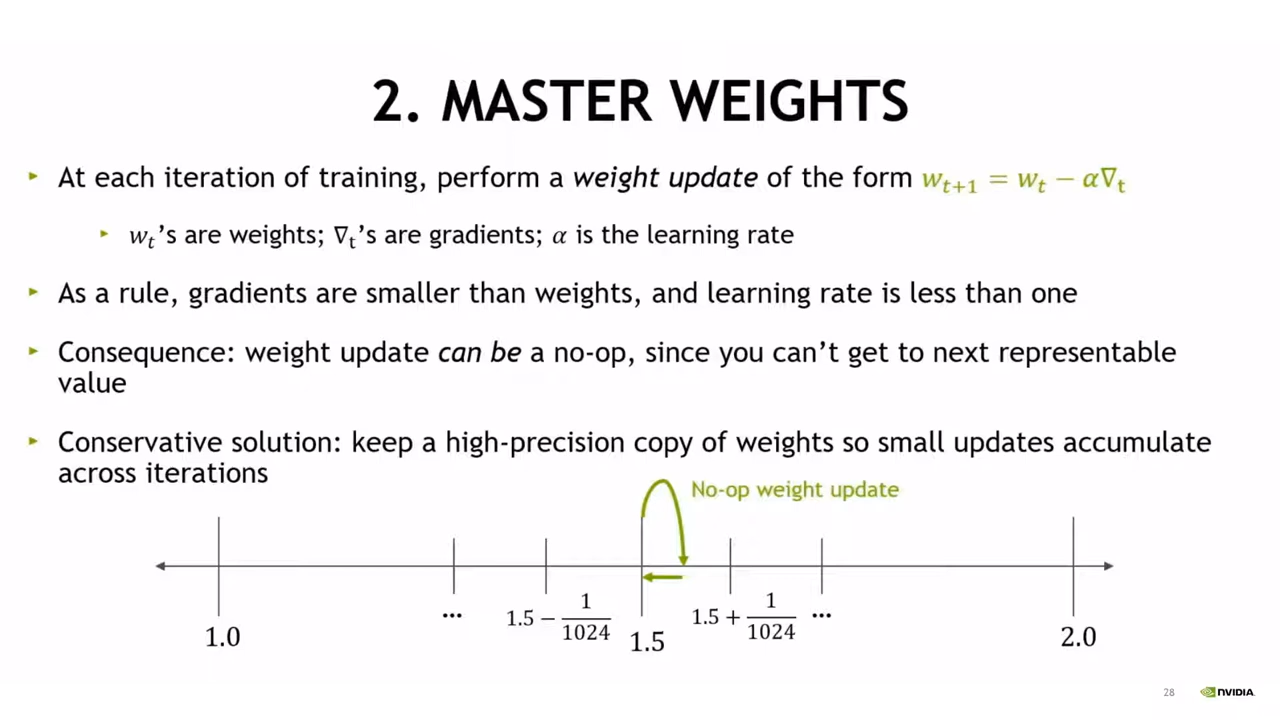 2. MASTER WEIGHTS
At each iteration of training, perform a weight update of the form wₜ₊₁ = wₜ − α∇ₜ
wₜ's are weights; ∇ₜ's are gradients; α is the learning rate
As a rule, gradients are smaller than weights, and learning rate is less than one
Consequence: weight update can be a no-op, since you can't get to next representable
value
Conservative solution: keep a high-precision copy of weights so small updates accumulate
across iterations
No-op weight update
1.0
...
1.5 − 1/1024
1.5
1.5 + 1/1024
...
2.0
28
NVIDIA.